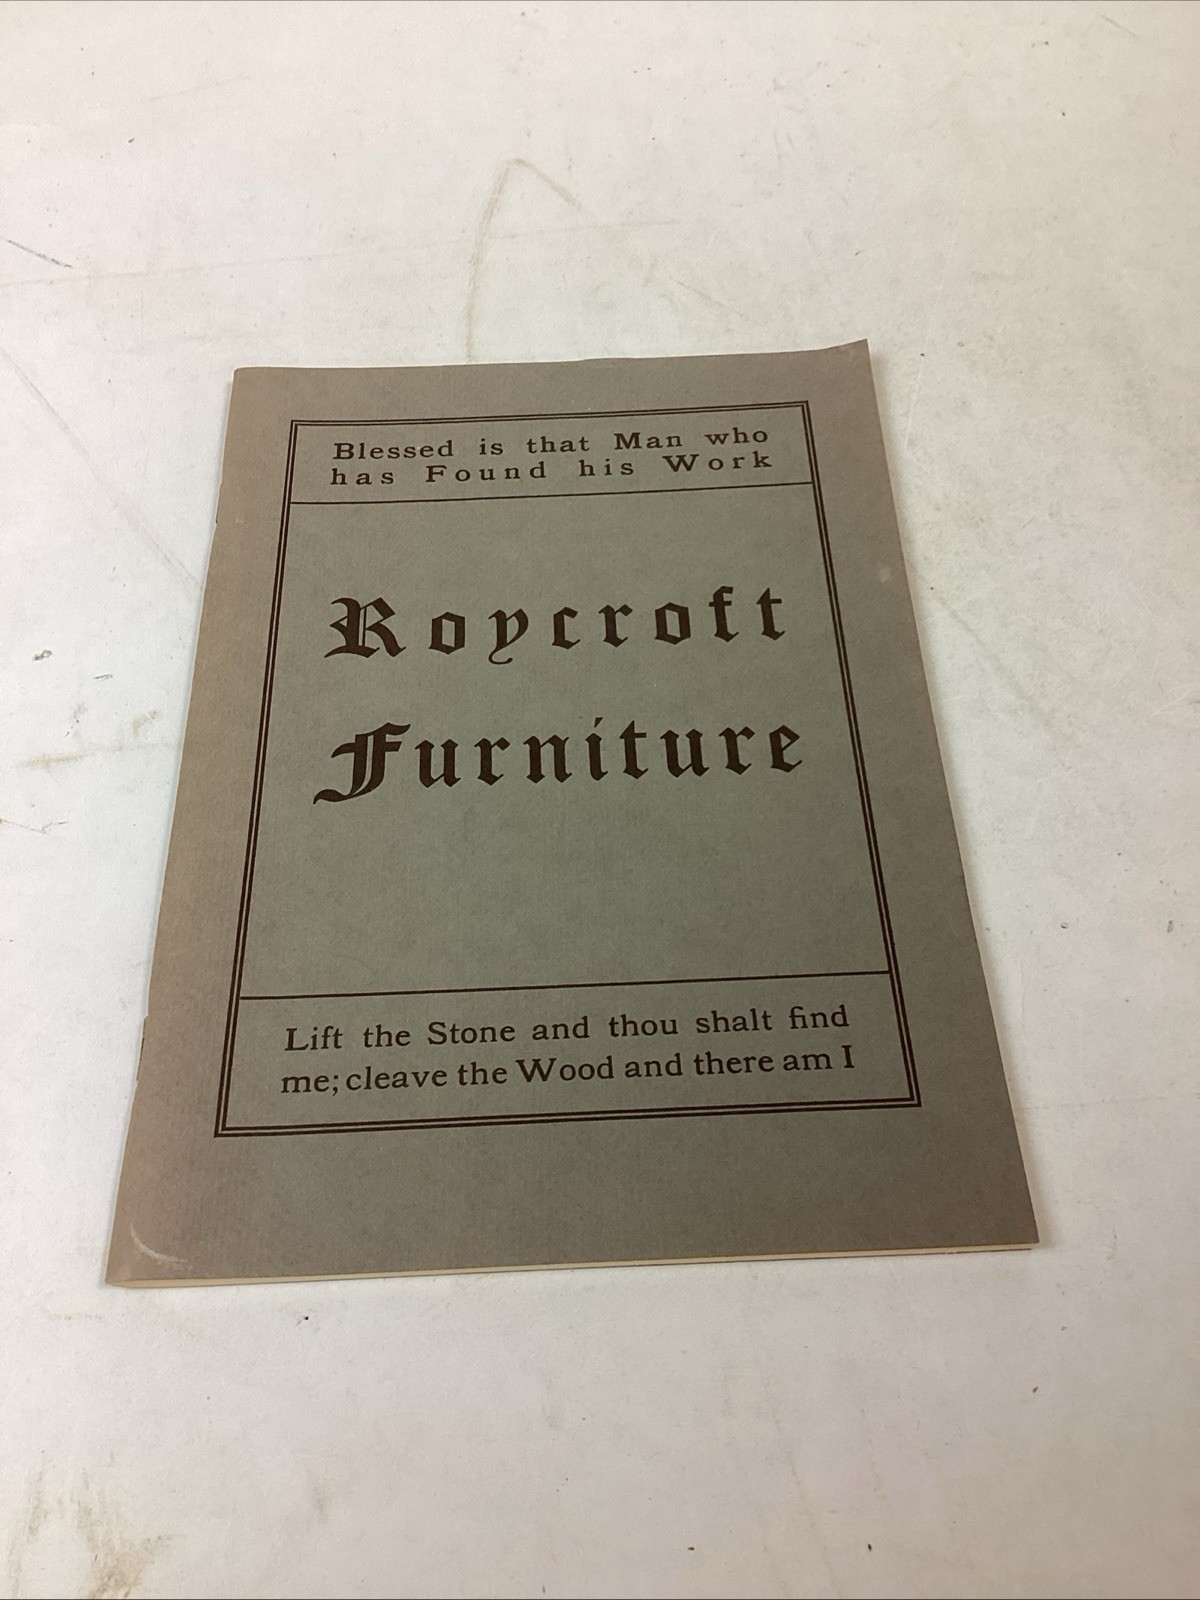 Blessed is that Man who
has Found his Work
Roycroft
Furniture
Lift the Stone and thou shalt find
me; cleave the Wood and there am I